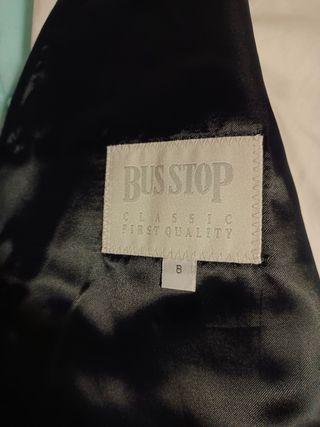 BUS STOP
CLASSIC
FIRST QUALITY
8